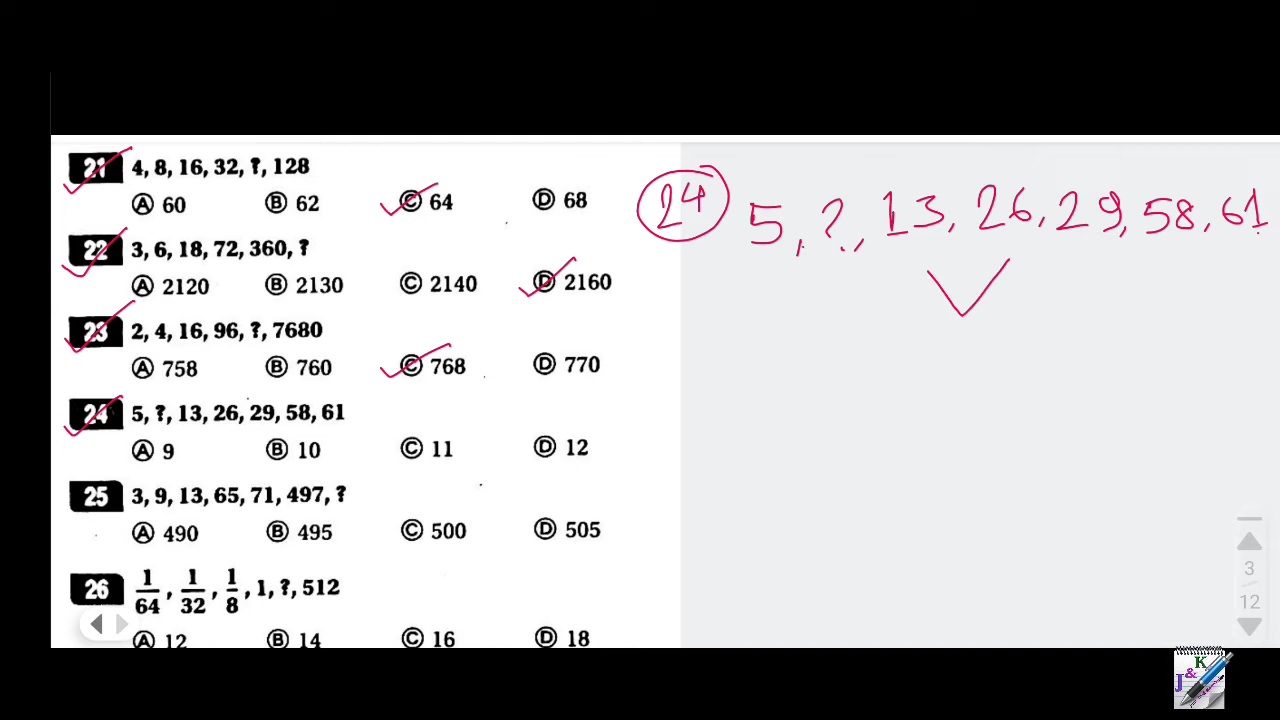 21 4, 8, 16, 32, ?, 128
Ⓐ 60 Ⓑ 62 Ⓒ 64 Ⓓ 68
22 3, 6, 18, 72, 360, ?
Ⓐ 2120 Ⓑ 2130 Ⓒ 2140 Ⓓ 2160
23 2, 4, 16, 96, ?, 7680
Ⓐ 758 Ⓑ 760 Ⓒ 768 Ⓓ 770
24 5, ?, 13, 26, 29, 58, 61
Ⓐ 9 Ⓑ 10 Ⓒ 11 Ⓓ 12
25 3, 9, 13, 65, 71, 497, ?
Ⓐ 490 Ⓑ 495 Ⓒ 500 Ⓓ 505
26 1/64, 1/32, 1/8, 1, ?, 512
Ⓐ 12 Ⓑ 14 Ⓒ 16 Ⓓ 18
24 5, ?, 13, 26, 29, 58, 61
3
12
J&K